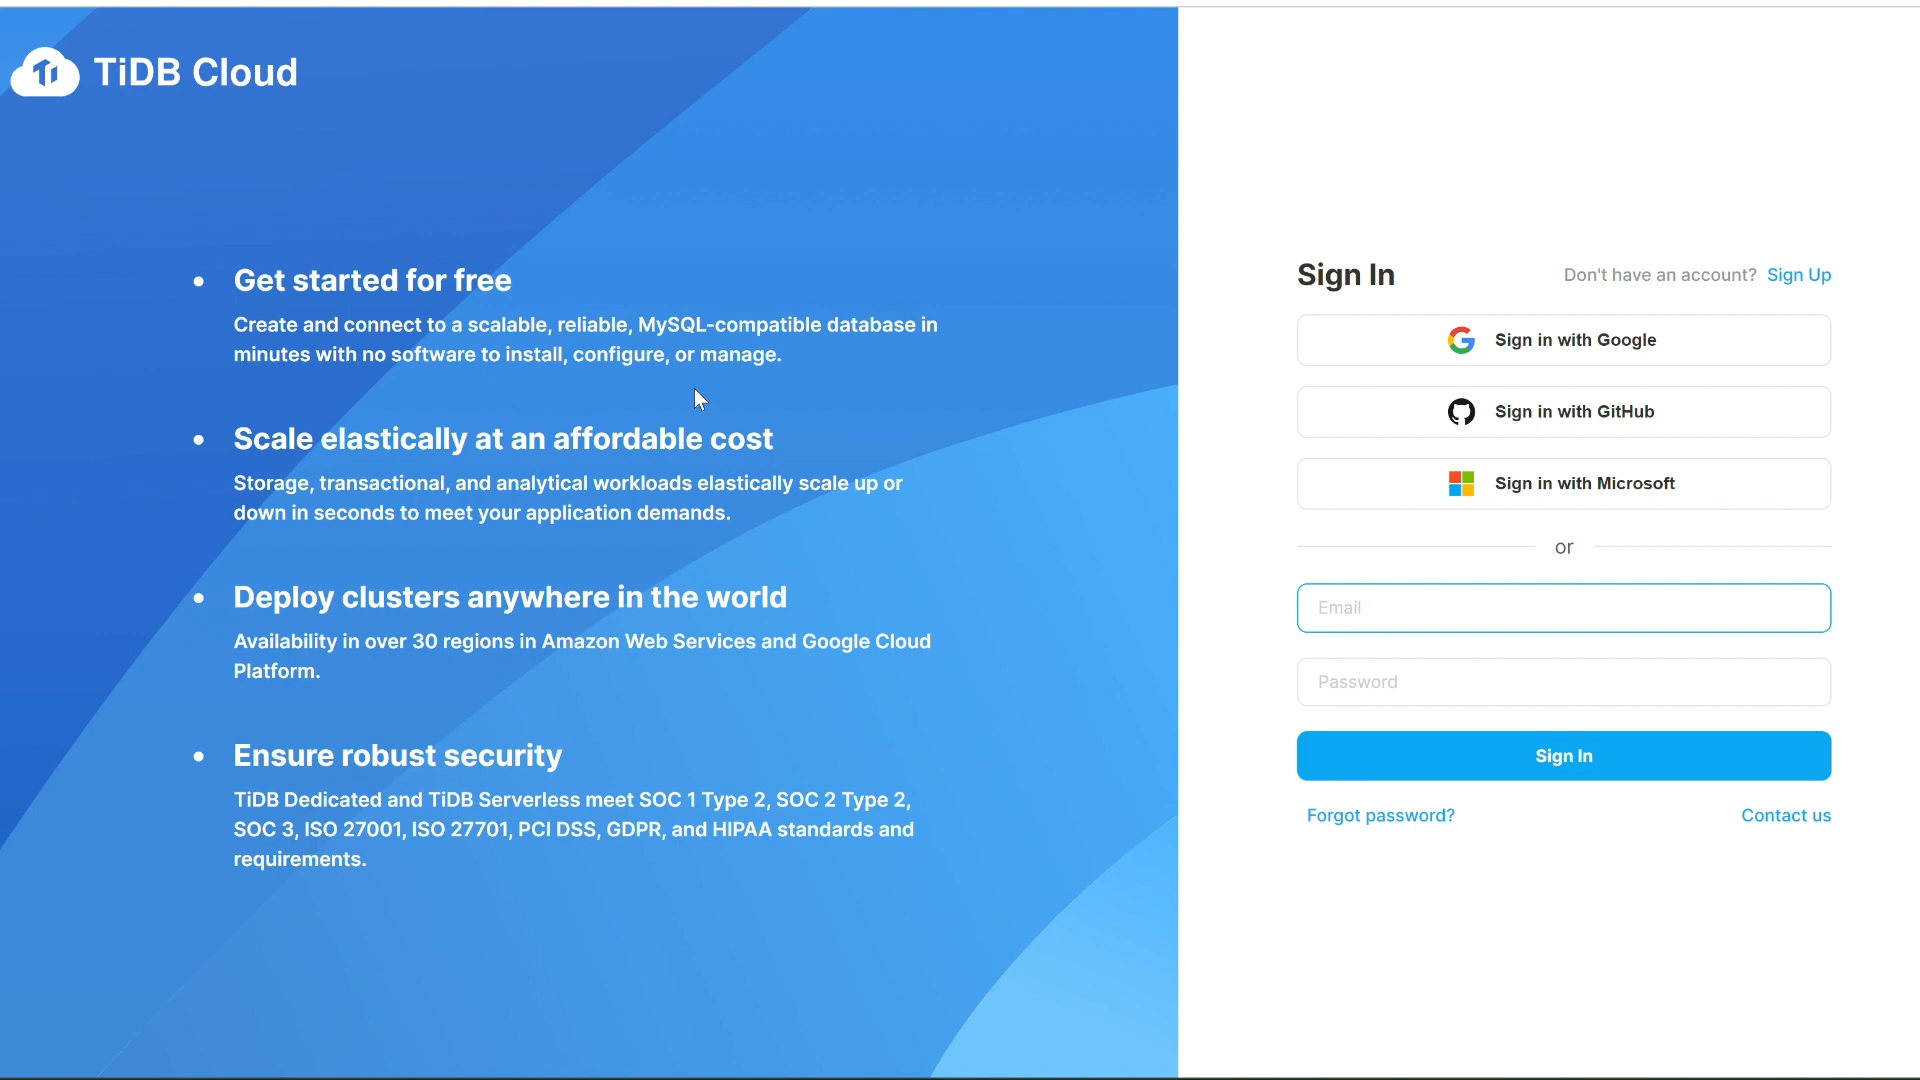 TiDB Cloud
Get started for free
Create and connect to a scalable, reliable, MySQL-compatible database in
minutes with no software to install, configure, or manage.
Scale elastically at an affordable cost
Storage, transactional, and analytical workloads elastically scale up or
down in seconds to meet your application demands.
Deploy clusters anywhere in the world
Availability in over 30 regions in Amazon Web Services and Google Cloud
Platform.
Ensure robust security
TiDB Dedicated and TiDB Serverless meet SOC 1 Type 2, SOC 2 Type 2,
SOC 3, ISO 27001, ISO 27701, PCI DSS, GDPR, and HIPAA standards and
requirements.
Sign In
Don't have an account? Sign Up
Sign in with Google
Sign in with GitHub
Sign in with Microsoft
or
Email
Password
Sign In
Forgot password?
Contact us